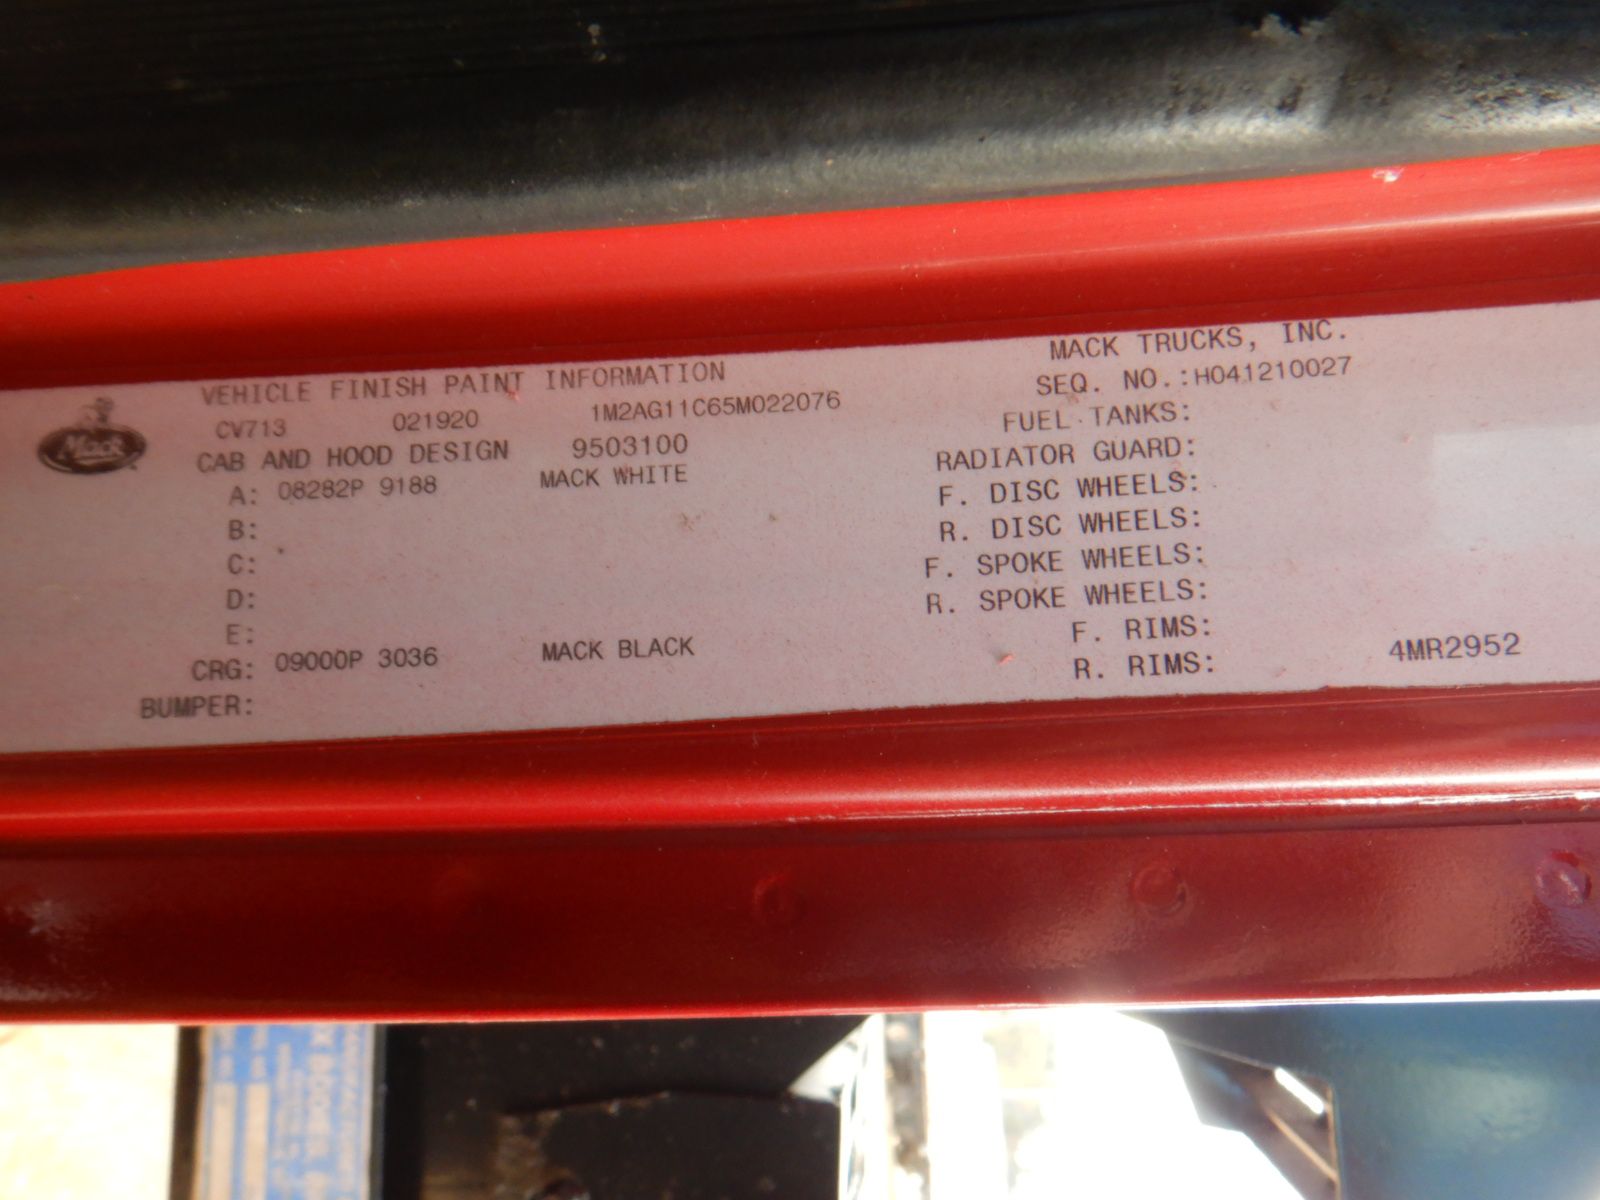 Mack
VEHICLE FINISH PAINT INFORMATION
CV713 021920 1M2AG11C65M022076
CAB AND HOOD DESIGN 9503100
A: 08282P 9188 MACK WHITE
B:
C:
D:
E:
CRG: 09000P 3036 MACK BLACK
BUMPER:
MACK TRUCKS, INC.
SEQ. NO.:H041210027
FUEL TANKS:
RADIATOR GUARD:
F. DISC WHEELS:
R. DISC WHEELS:
F. SPOKE WHEELS:
R. SPOKE WHEELS:
F. RIMS:
R. RIMS:
4MR2952